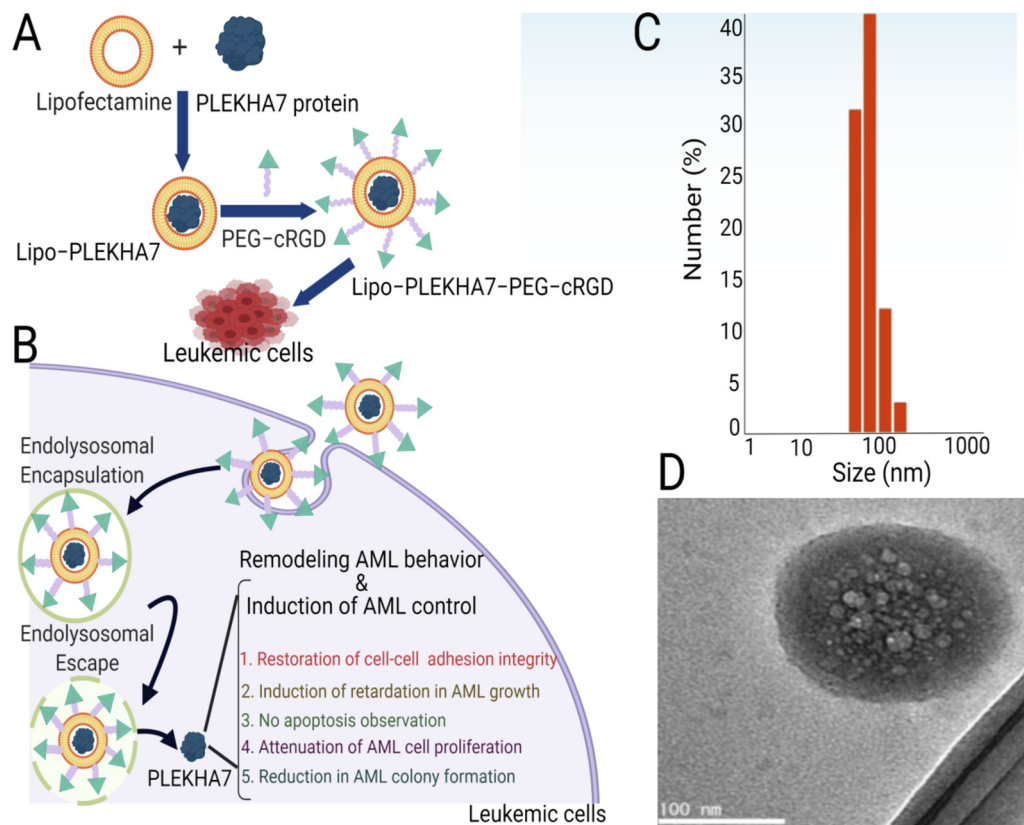 A
+
Lipofectamine
PLEKHA7 protein
Lipo-PLEKHA7
PEG-cRGD
Lipo-PLEKHA7-PEG-cRGD
Leukemic cells
B
Endolysosomal
Encapsulation
Endolysosomal
Escape
PLEKHA7
Remodeling AML behavior
&
Induction of AML control
1. Restoration of cell-cell adhesion integrity
2. Induction of retardation in AML growth
3. No apoptosis observation
4. Attenuation of AML cell proliferation
5. Reduction in AML colony formation
Leukemic cells
C
Number (%)
40
35
30
25
20
15
10
5
0
1 10 100 1000
Size (nm)
D
100 nm